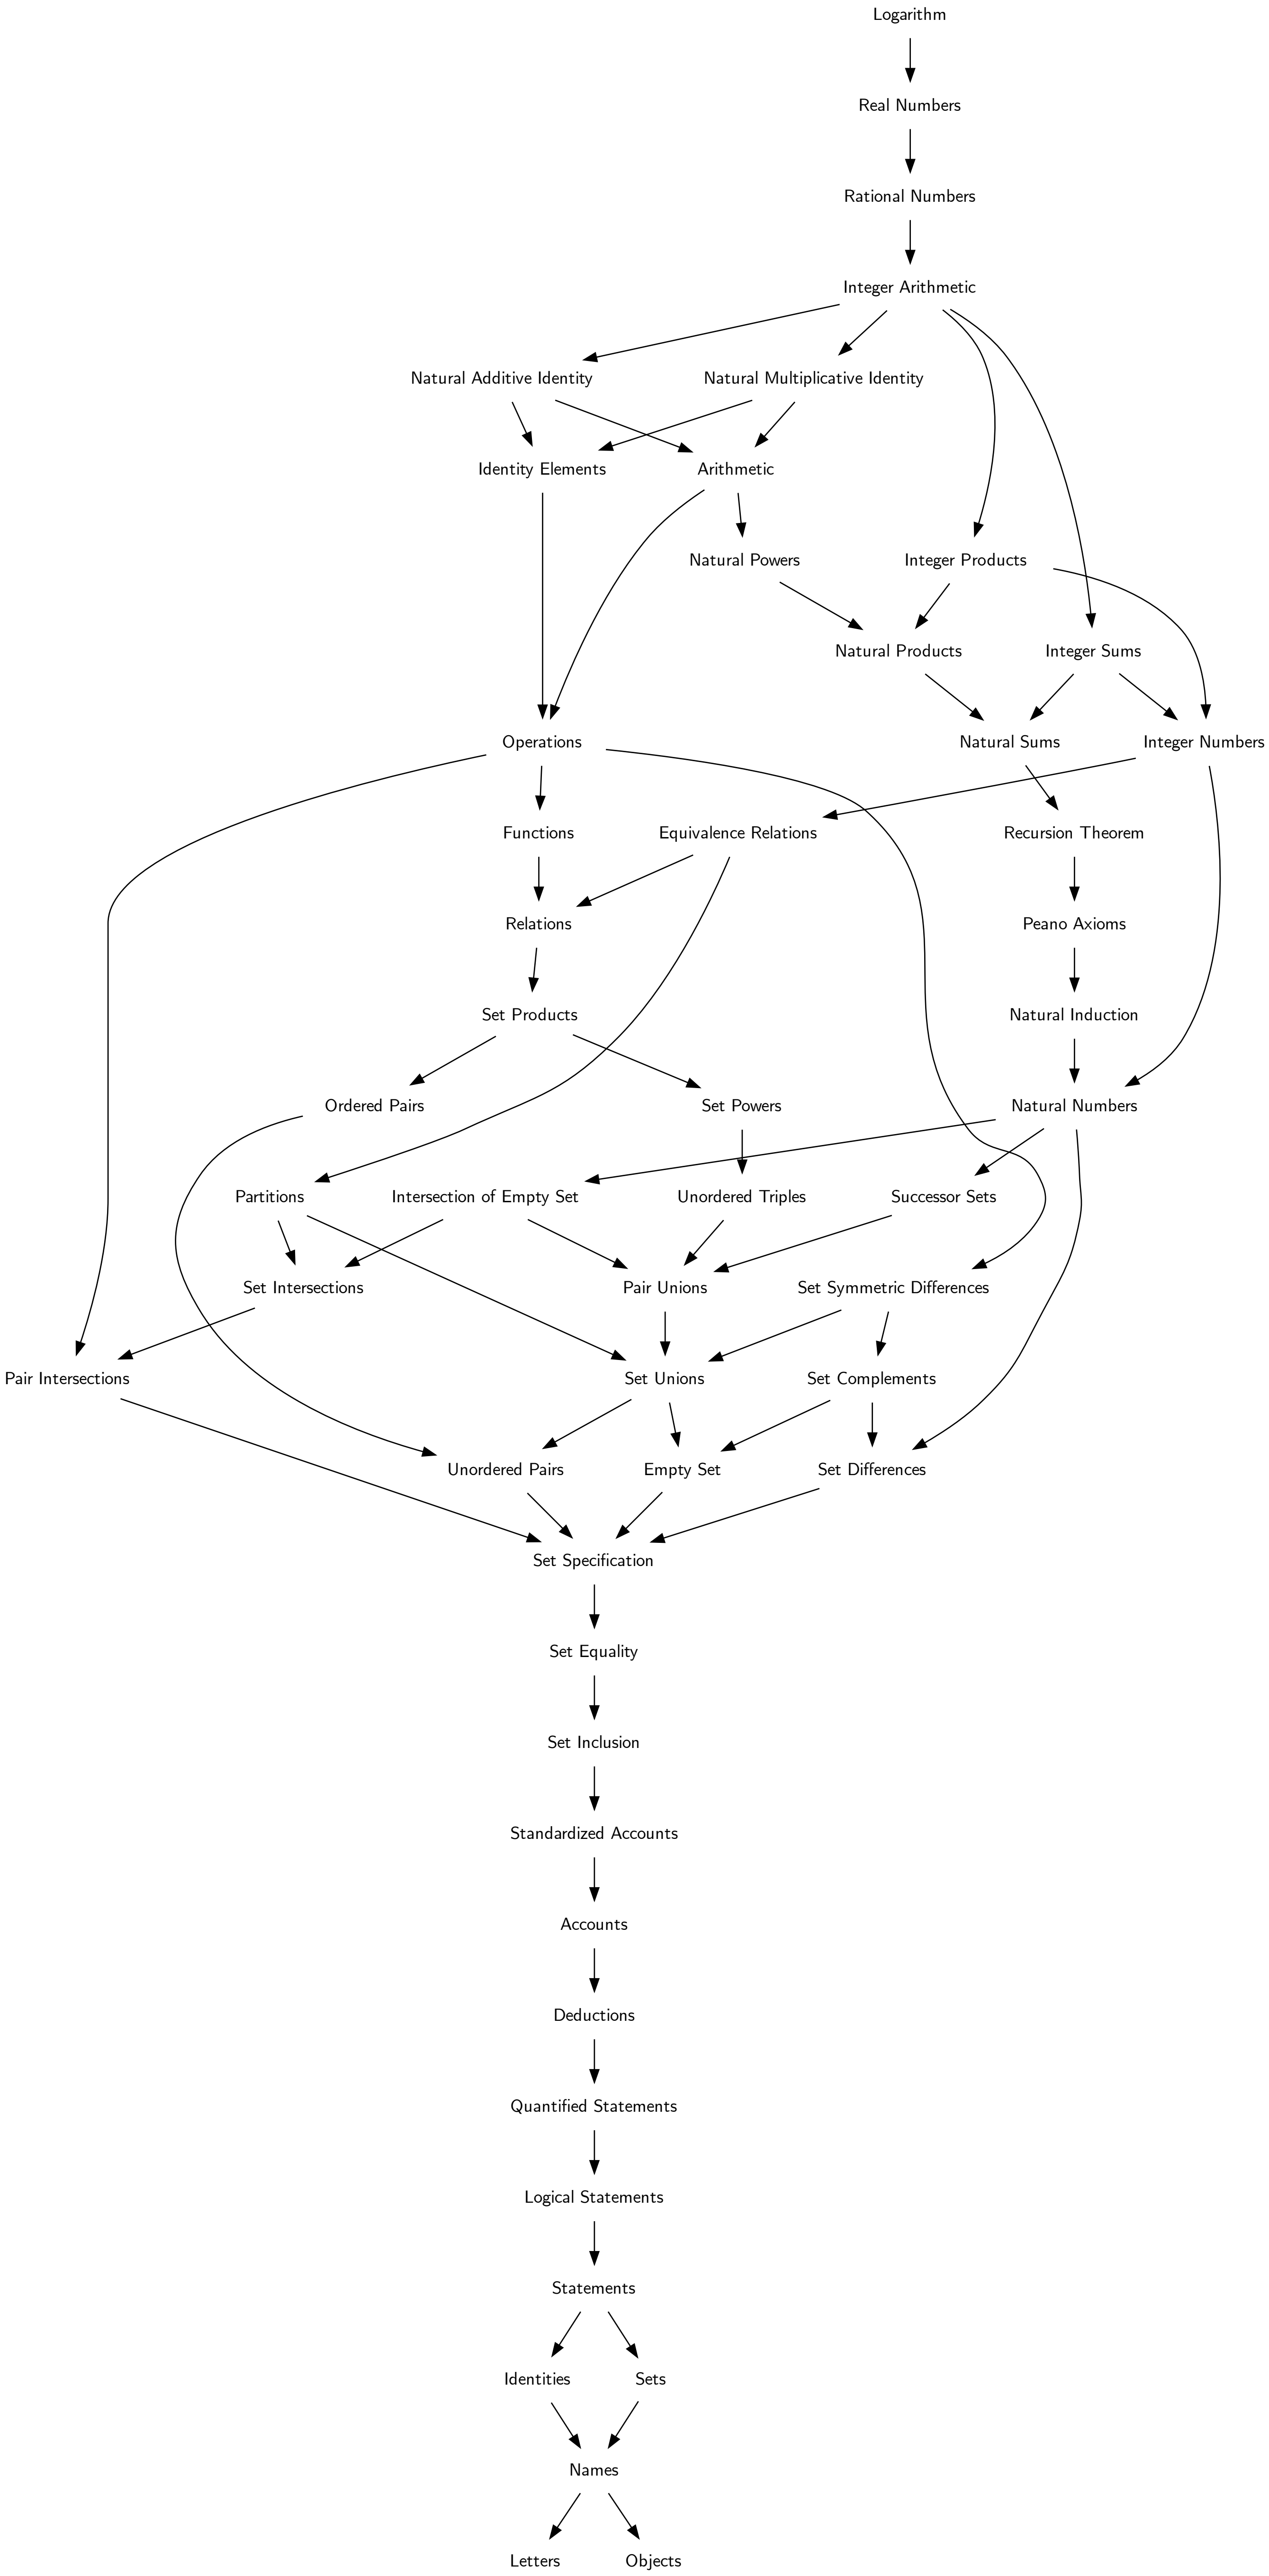 Logarithm
Real Numbers
Rational Numbers
Integer Arithmetic
Natural Additive Identity
Natural Multiplicative Identity
Identity Elements
Arithmetic
Natural Powers
Integer Products
Natural Products
Integer Sums
Operations
Natural Sums
Integer Numbers
Functions
Equivalence Relations
Recursion Theorem
Relations
Peano Axioms
Set Products
Natural Induction
Ordered Pairs
Set Powers
Natural Numbers
Partitions
Intersection of Empty Set
Unordered Triples
Successor Sets
Set Intersections
Pair Unions
Set Symmetric Differences
Pair Intersections
Set Unions
Set Complements
Unordered Pairs
Empty Set
Set Differences
Set Specification
Set Equality
Set Inclusion
Standardized Accounts
Accounts
Deductions
Quantified Statements
Logical Statements
Statements
Identities
Sets
Names
Letters
Objects